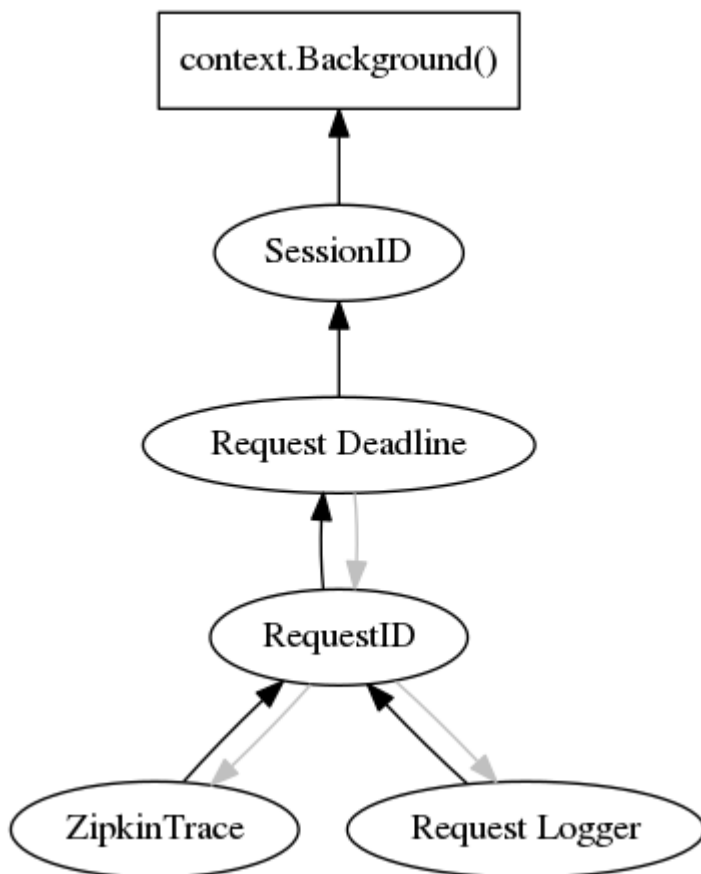 context.Background()
SessionID
Request Deadline
RequestID
ZipkinTrace
Request Logger